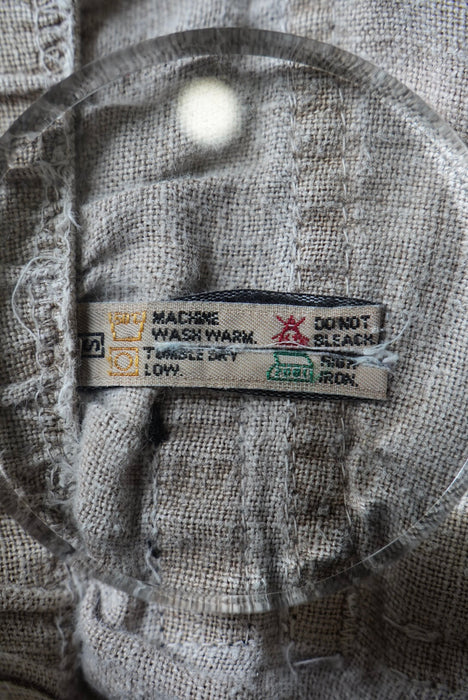 S
MACHINE
WASH WARM.
DO NOT
BLEACH
TUMBLE DRY
LOW.
IRON.